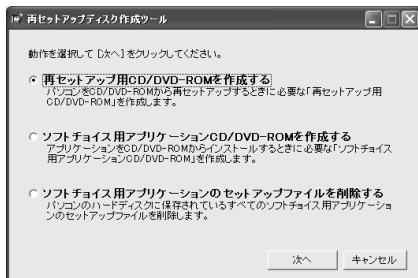 再セットアップディスク作成ツール
動作を選択して [次へ] をクリックしてください。
再セットアップ用CD/DVD-ROMを作成する
パソコンをCD/DVD-ROMから再セットアップするときに必要な「再セットアップ用
CD/DVD-ROM」を作成します。
ソフトチョイス用アプリケーションCD/DVD-ROMを作成する
アプリケーションをCD/DVD-ROMからインストールするときに必要な「ソフトチョイス
用アプリケーションCD/DVD-ROM」を作成します。
ソフトチョイス用アプリケーションのセットアップファイルを削除する
パソコンのハードディスクに保存されているすべてのソフトチョイス用アプリケーショ
ンのセットアップファイルを削除します。
次へ
キャンセル